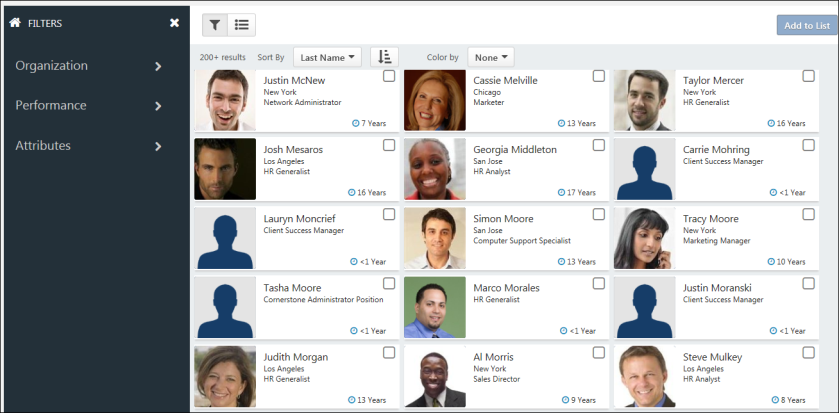 FILTERS
Organization
Performance
Attributes
Add to List
200+ results Sort By Last Name Color by None
Justin McNew
New York
Network Administrator
7 Years
Cassie Melville
Chicago
Marketer
13 Years
Taylor Mercer
New York
HR Generalist
16 Years
Josh Mesaros
Los Angeles
HR Generalist
16 Years
Georgia Middleton
San Jose
HR Analyst
17 Years
Carrie Mohring
Client Success Manager
<1 Year
Lauryn Moncrief
Client Success Manager
<1 Year
Simon Moore
San Jose
Computer Support Specialist
13 Years
Tracy Moore
New York
Marketing Manager
10 Years
Tasha Moore
Cornerstone Administrator Position
<1 Year
Marco Morales
HR Generalist
<1 Year
Justin Moranski
Client Success Manager
<1 Year
Judith Morgan
Los Angeles
HR Generalist
13 Years
Al Morris
New York
Sales Director
9 Years
Steve Mulkey
Los Angeles
HR Analyst
8 Years